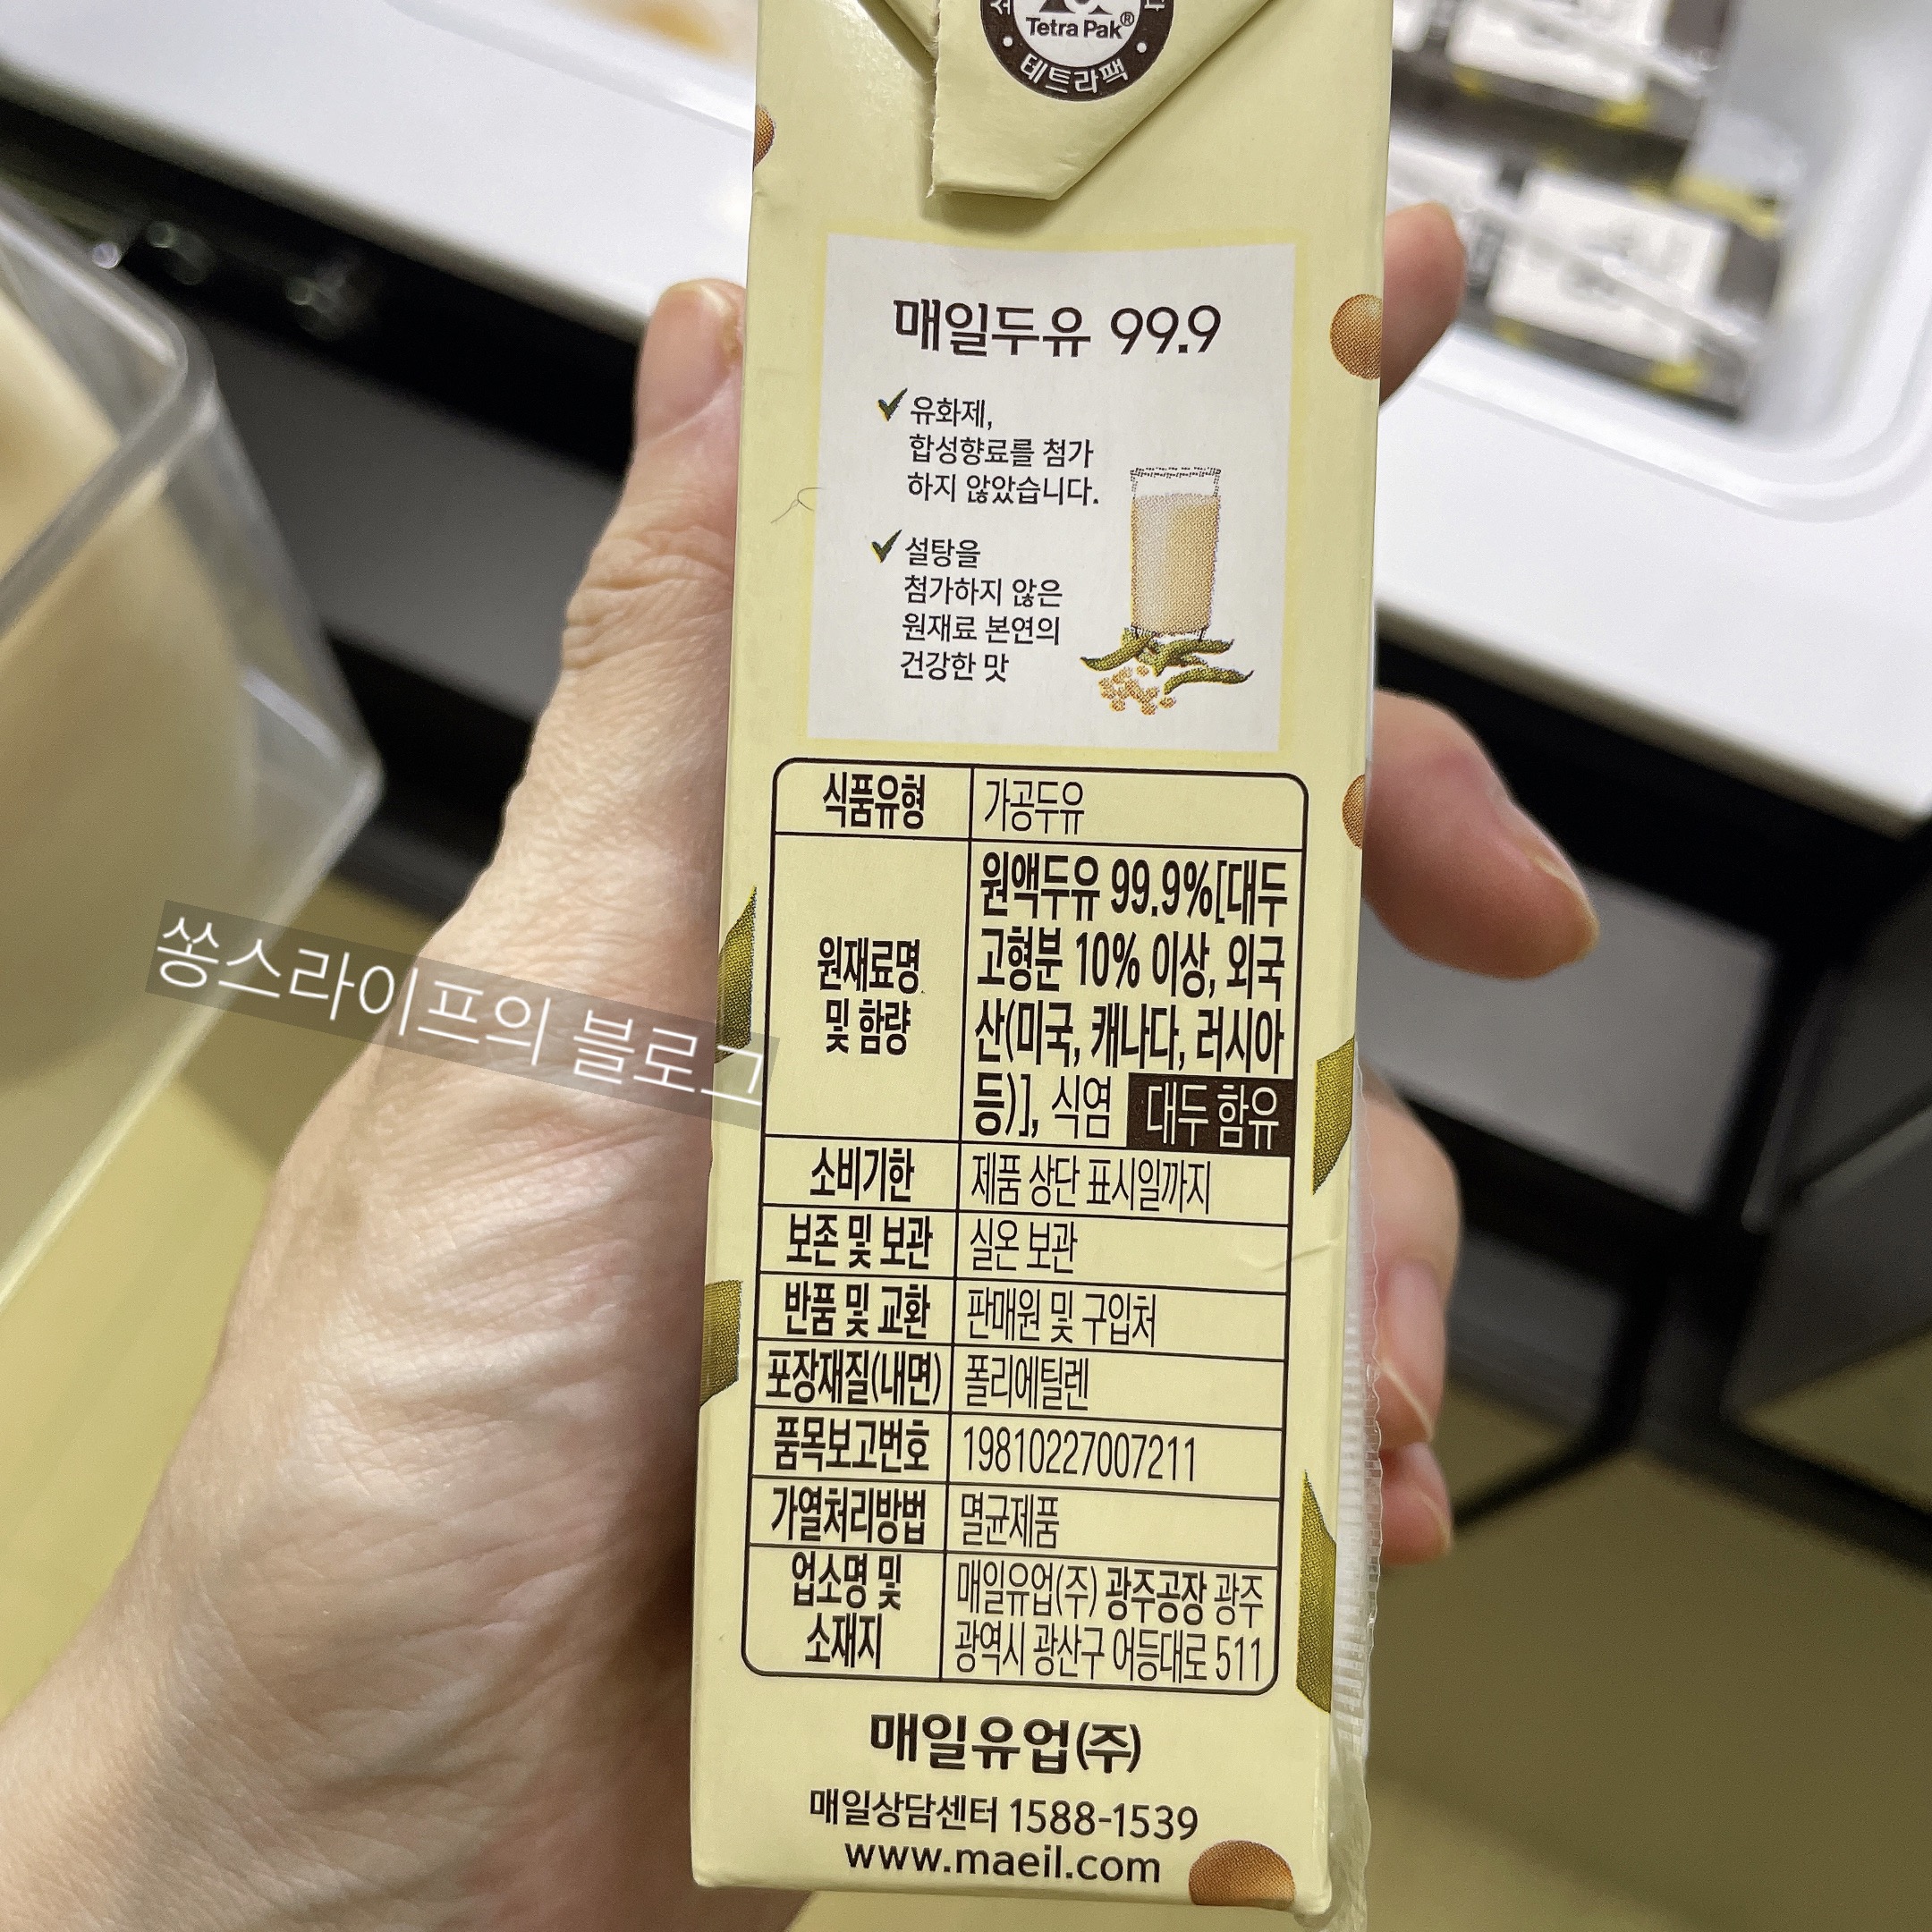 Tetra Pak®
테트라팩
매일두유 99.9
유화제,
합성향료를 첨가
하지 않았습니다.
설탕을
첨가하지 않은
원재료 본연의
건강한 맛
식품유형 가공두유
원재료명
및 함량
원액두유 99.9%[대두
고형분 10% 이상, 외국
산(미국, 캐나다, 러시아
등)], 식염 대두 함유
소비기한 제품 상단 표시일까지
보존 및 보관 실온 보관
반품 및 교환 판매원 및 구입처
포장재질(내면) 폴리에틸렌
품목보고번호 19810227007211
가열처리방법 멸균제품
업소명 및
소재지
매일유업(주) 광주공장 광주
광역시 광산구 어등대로 511
매일유업(주)
매일상담센터 1588-1539
www.maeil.com
쏭스라이프의 블로그